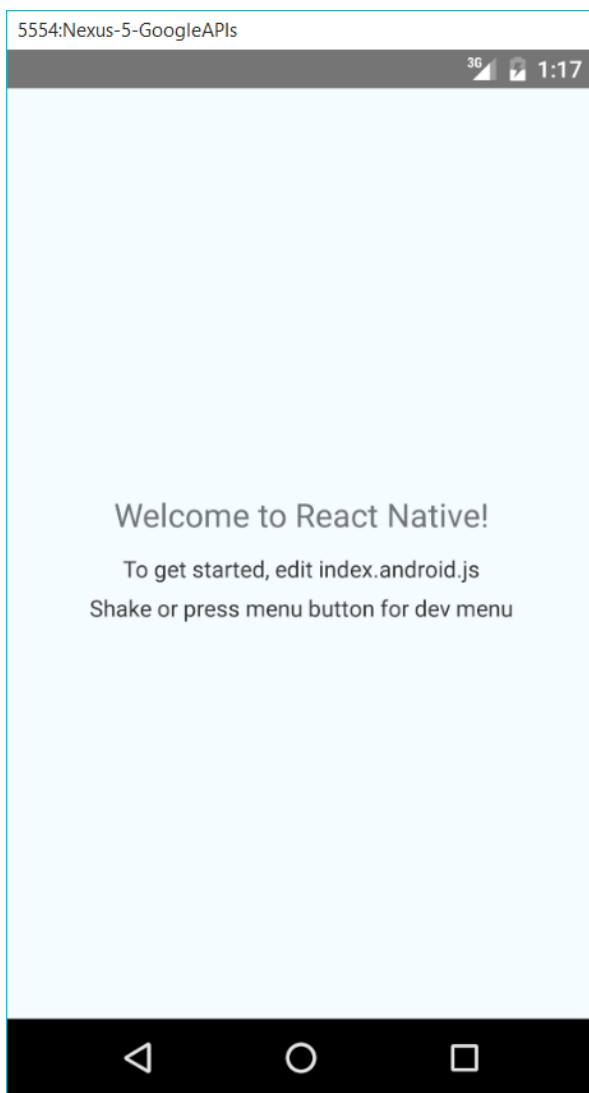 5554:Nexus-5-GoogleAPIs
3G 1:17
Welcome to React Native!
To get started, edit index.android.js
Shake or press menu button for dev menu